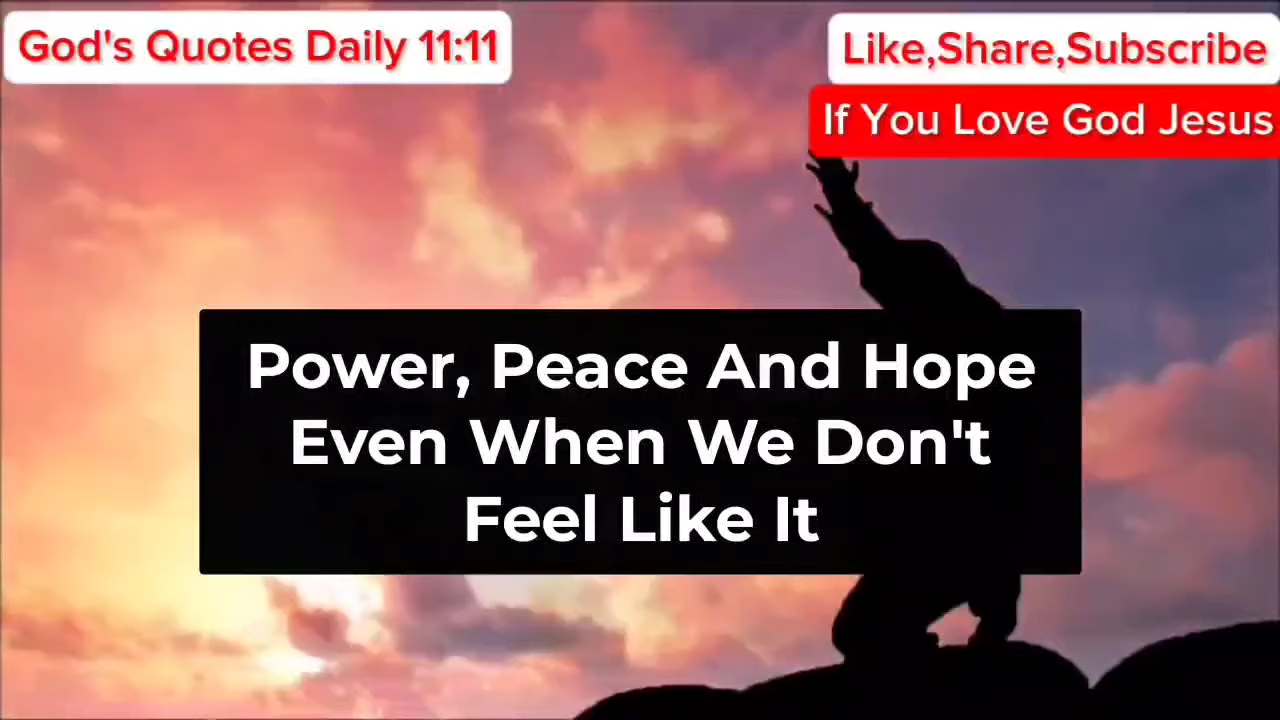 God's Quotes Daily 11:11
Like,Share,Subscribe
If You Love God Jesus
Power, Peace And Hope
Even When We Don't
Feel Like It